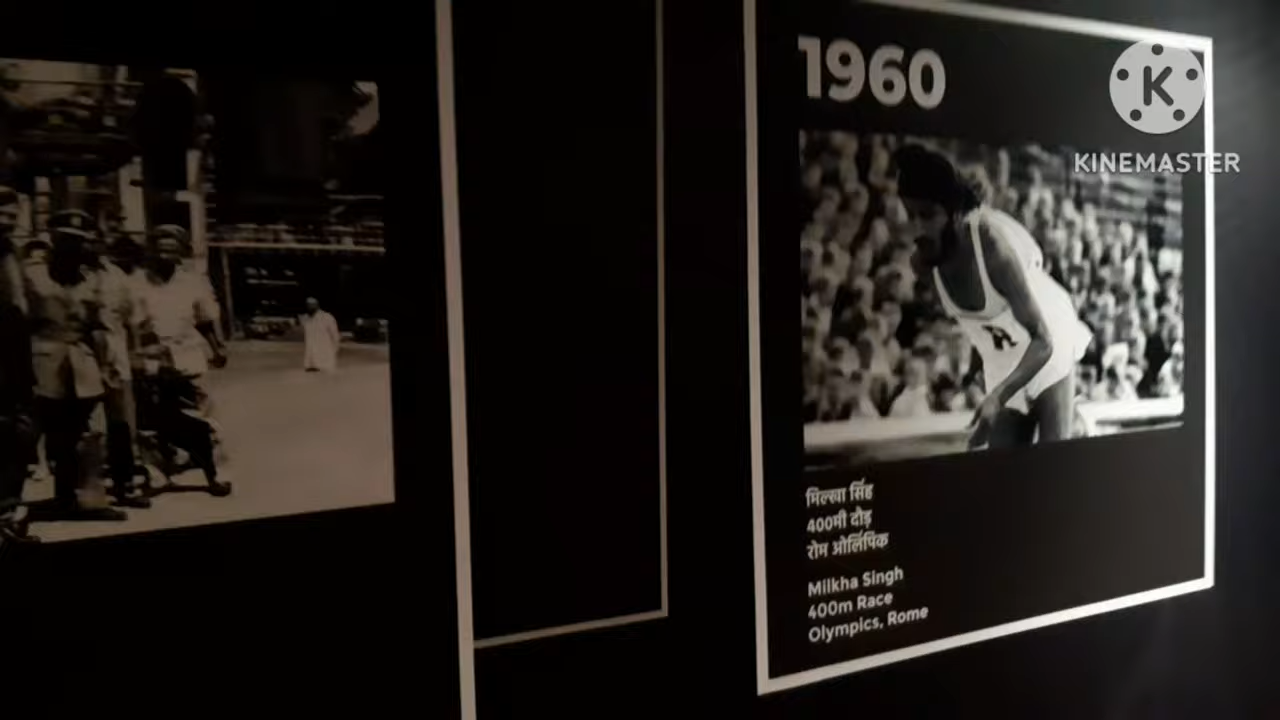 1960
K
KINEMASTER
मिल्खा सिंह
400मी दौड़
रोम ओलंपिक
Milkha Singh
400m Race
Olympics, Rome